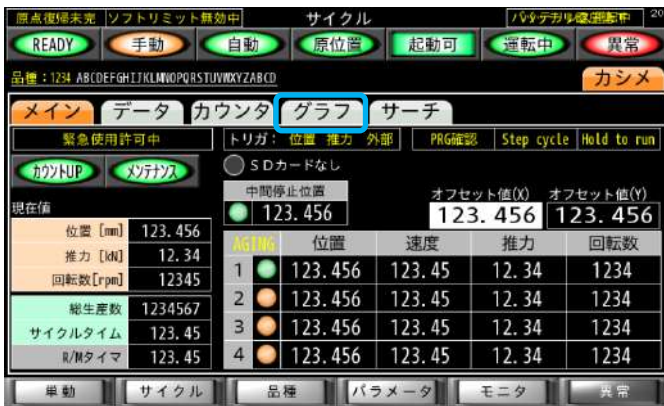 原点復帰未完 ソフトリミット無効中 サイクル 20
READY 手動 自動 原位置 起動可 運転中 異常
品種：1234 ABCDEFGHIJKLMNOPQRSTUVWXYZABCD カシメ
メイン データ カウンタ グラフ サーチ
緊急使用許可中 トリガ： 位置 推力 外部 PRG確認 Step cycle Hold to run
カウントUP メンテナンス SDカードなし
中間停止位置 オフセット値(X) オフセット値(Y)
現在値 123.456 123.456 123.456
位置 [mm] 123.456 AGING 位置 速度 推力 回転数
推力 [kN] 12.34 1 123.456 123.45 12.34 1234
回転数[rpm] 12345 2 123.456 123.45 12.34 1234
総生産数 1234567 3 123.456 123.45 12.34 1234
サイクルタイム 123.45
R/Mタイマ 123.45 4 123.456 123.45 12.34 1234
単動 サイクル 品種 パラメータ モニタ 異常